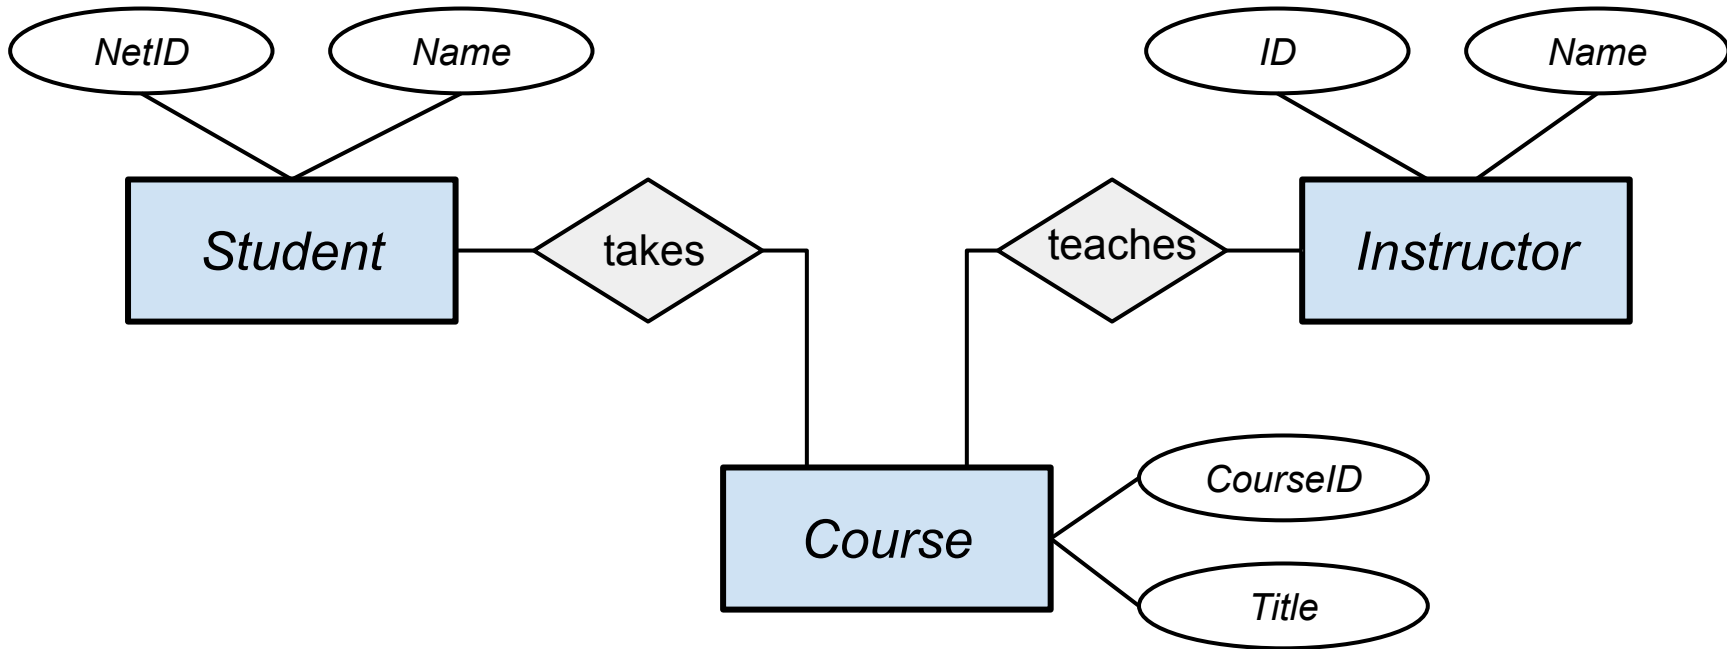 NetID
Name
ID
Name
Student
takes
teaches
Instructor
CourseID
Course
Title